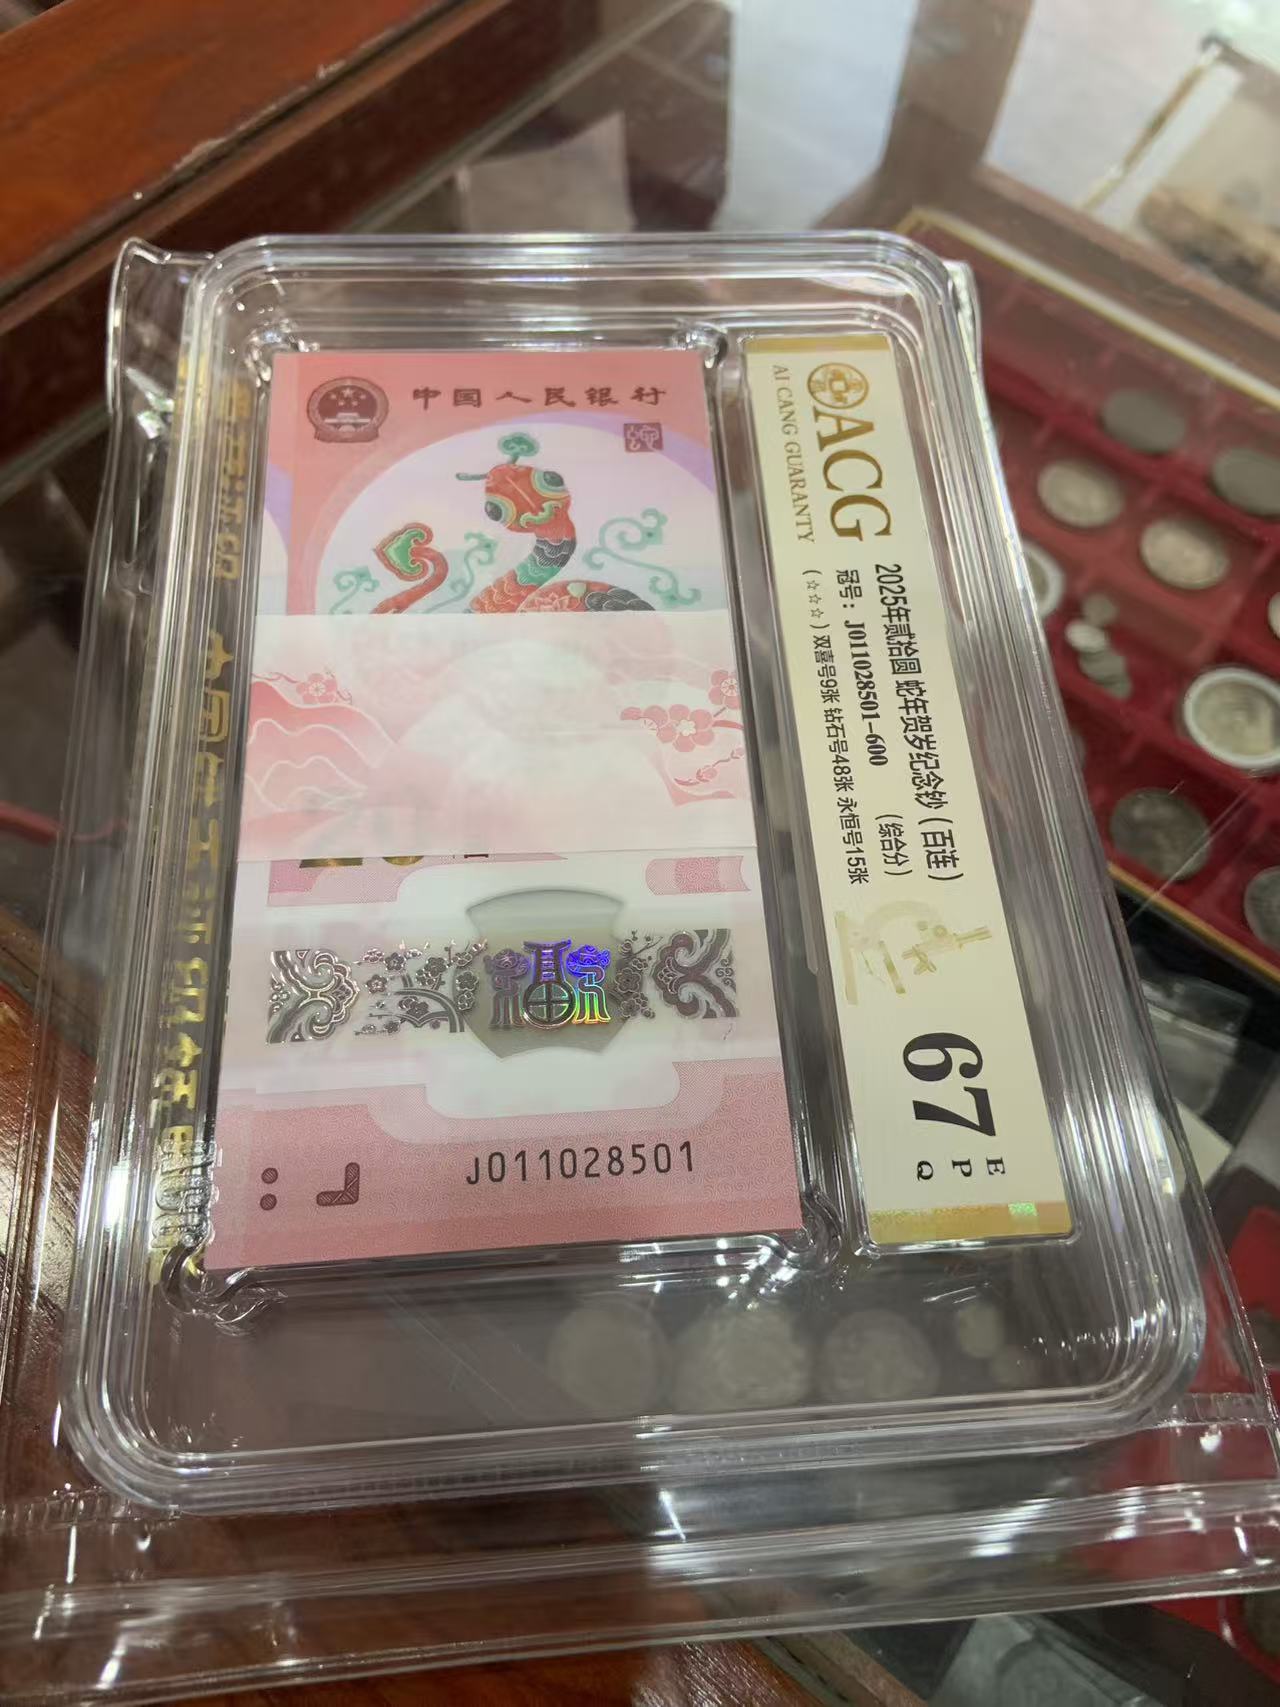 中国人民银行
J011028501
ACG
AI CANG GUARANTY
2025年贰拾圆 蛇年贺岁纪念钞（百连）
冠号：J011028501-600 （综合分）
（☆☆☆）双喜号9张 钻石号48张 永恒号15张
67
E
P
Q